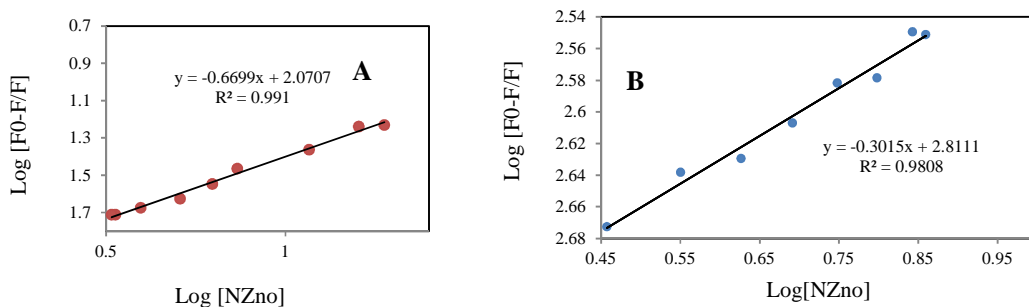 0.7
0.9
1.1
1.3
1.5
1.7
0.5
1
Log [F0-F/F]
Log [NZno]
A
y = -0.6699x + 2.0707
R² = 0.991
2.54
2.56
2.58
2.60
2.62
2.64
2.66
2.68
0.45
0.55
0.65
0.75
0.85
0.95
Log [F0-F/F]
Log[NZno]
B
y = -0.3015x + 2.8111
R² = 0.9808